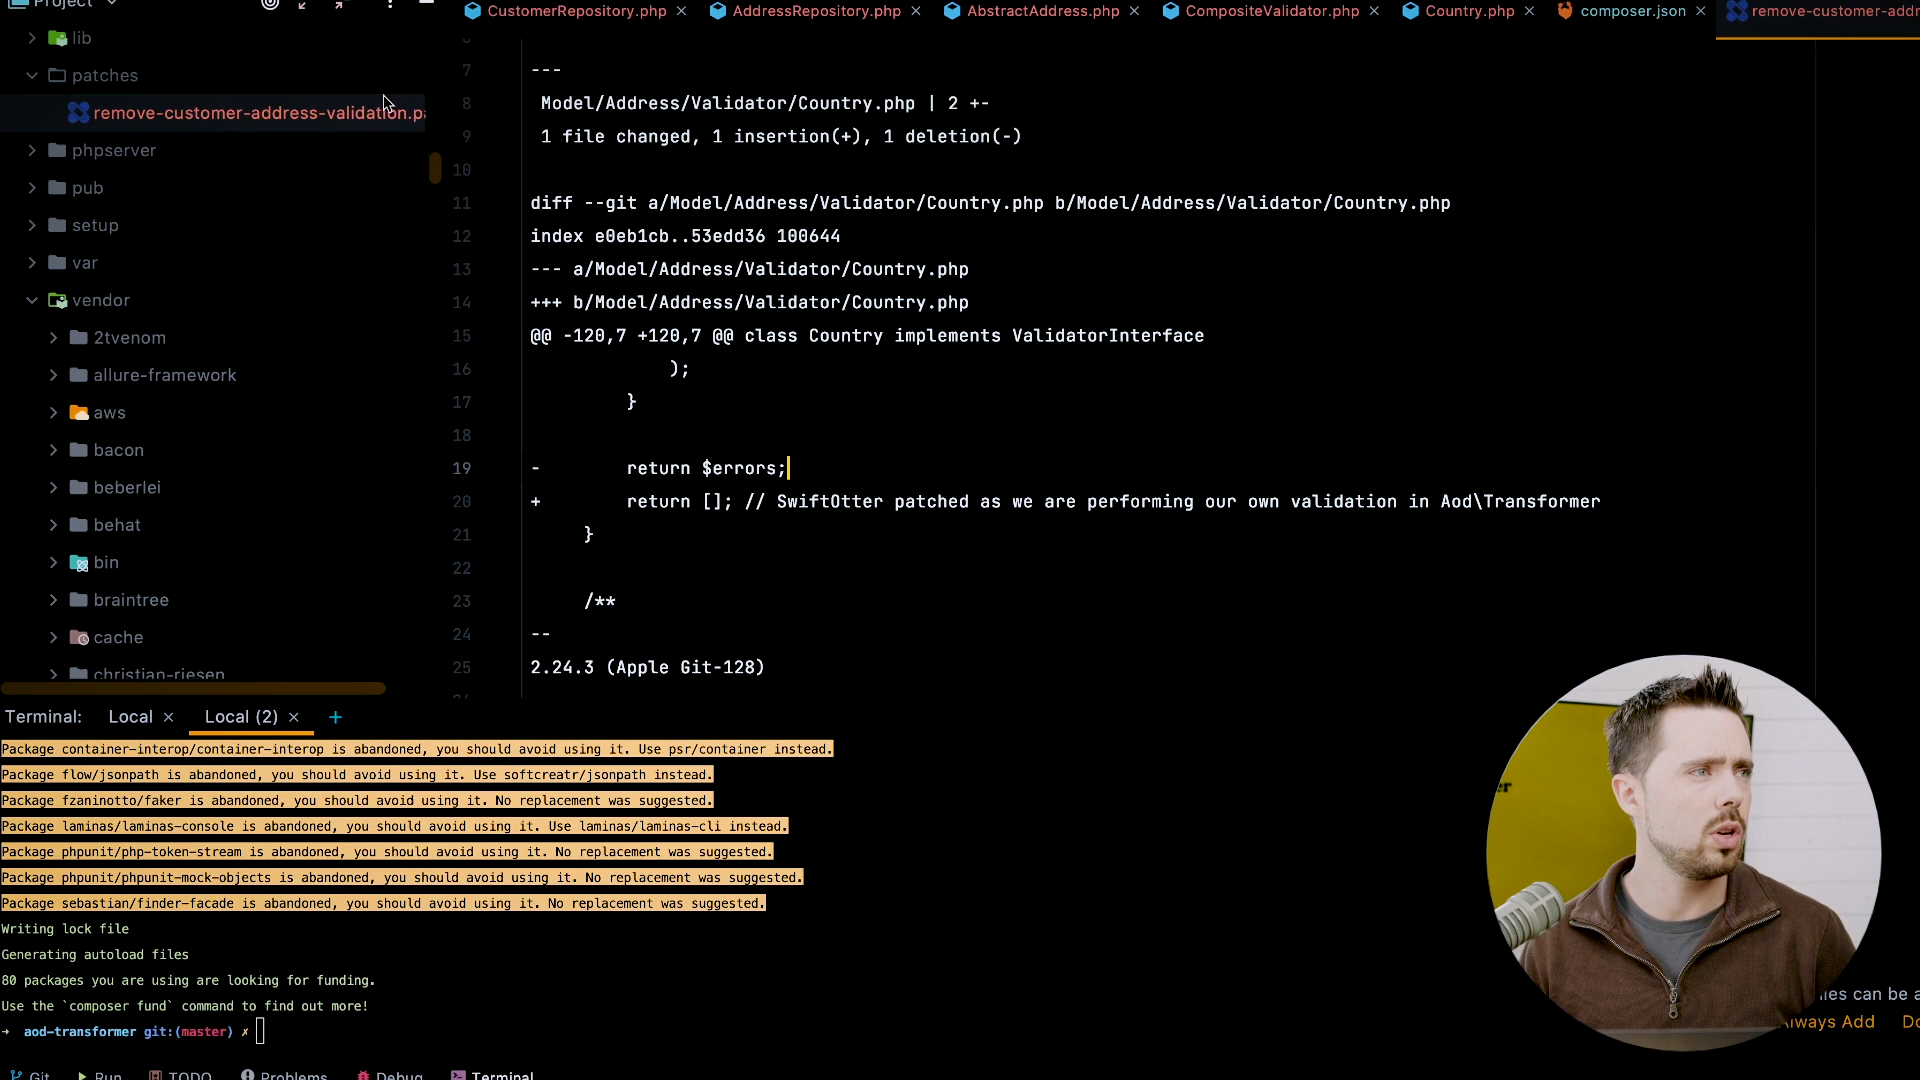 Project
CustomerRepository.php
AddressRepository.php
AbstractAddress.php
CompositeValidator.php
Country.php
composer.json
remove-customer-addr
lib
patches
remove-customer-address-validation.pa
phpserver
pub
setup
var
vendor
2tvenom
allure-framework
aws
bacon
beberlei
behat
bin
braintree
cache
christian-riesen
7 ---
8 Model/Address/Validator/Country.php | 2 +-
9 1 file changed, 1 insertion(+), 1 deletion(-)
10
11 diff --git a/Model/Address/Validator/Country.php b/Model/Address/Validator/Country.php
12 index e0eb1cb..53edd36 100644
13 --- a/Model/Address/Validator/Country.php
14 +++ b/Model/Address/Validator/Country.php
15 @@ -120,7 +120,7 @@ class Country implements ValidatorInterface
16 );
17 }
18
19 - return $errors;
20 + return []; // SwiftOtter patched as we are performing our own validation in Aod\Transformer
21 }
22
23 /**
24 --
25 2.24.3 (Apple Git-128)
Terminal: Local × Local (2) × +
Package container-interop/container-interop is abandoned, you should avoid using it. Use psr/container instead.
Package flow/jsonpath is abandoned, you should avoid using it. Use softcreatr/jsonpath instead.
Package fzaninotto/faker is abandoned, you should avoid using it. No replacement was suggested.
Package laminas/laminas-console is abandoned, you should avoid using it. Use laminas/laminas-cli instead.
Package phpunit/php-token-stream is abandoned, you should avoid using it. No replacement was suggested.
Package phpunit/phpunit-mock-objects is abandoned, you should avoid using it. No replacement was suggested.
Package sebastian/finder-facade is abandoned, you should avoid using it. No replacement was suggested.
Writing lock file
Generating autoload files
80 packages you are using are looking for funding.
Use the `composer fund` command to find out more!
→ aod-transformer git:(master) ✗
can be a
Always Add
Git Run TODO Problems Debug Terminal